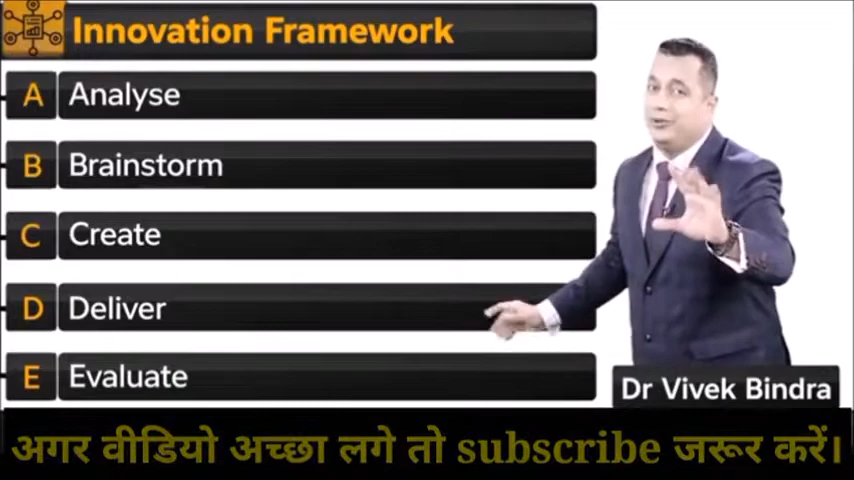 Innovation Framework
A Analyse
B Brainstorm
C Create
D Deliver
E Evaluate
Dr Vivek Bindra
अगर वीडियो अच्छा लगे तो subscribe जरूर करें।